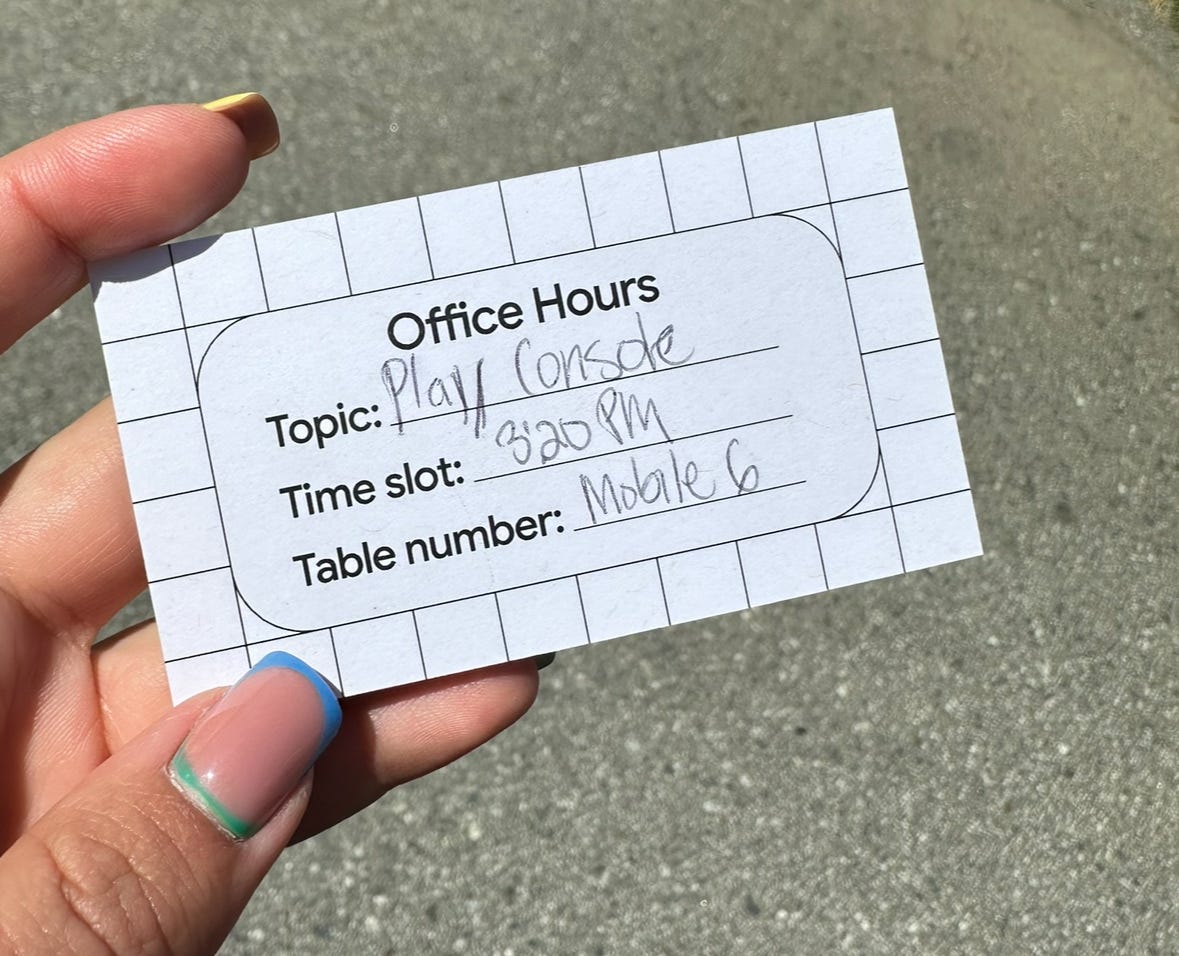 Office Hours
Topic: Play Console
Time slot: 3:20 PM
Table number: Mobile 6